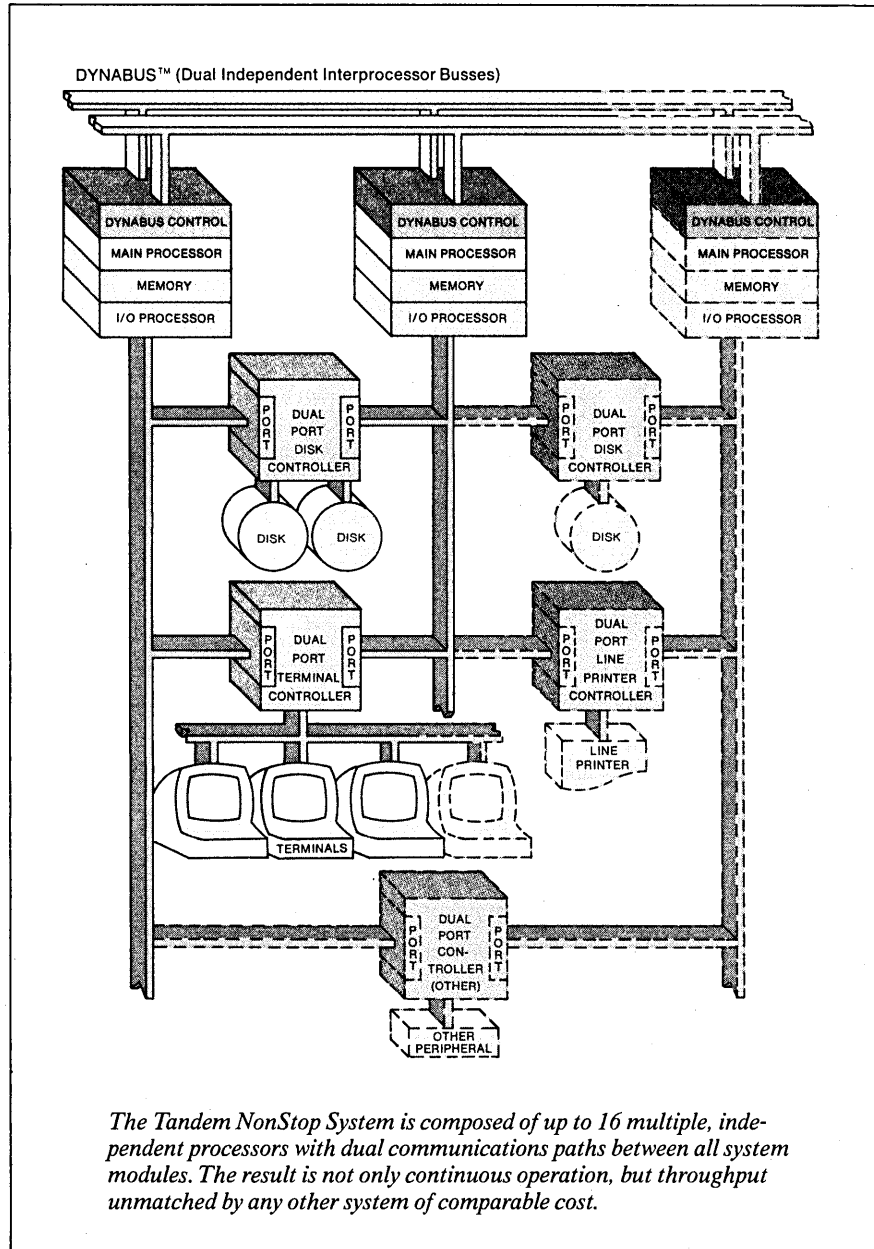 DYNABUS™ (Dual Independent Interprocessor Busses)
DYNABUS CONTROL
MAIN PROCESSOR
MEMORY
I/O PROCESSOR
DYNABUS CONTROL
MAIN PROCESSOR
MEMORY
I/O PROCESSOR
DYNABUS CONTROL
MAIN PROCESSOR
MEMORY
I/O PROCESSOR
PORT
DUAL
PORT
DISK
CONTROLLER
PORT
DISK
DISK
PORT
DUAL
PORT
DISK
CONTROLLER
PORT
DISK
PORT
DUAL
PORT
TERMINAL
CONTROLLER
PORT
TERMINALS
PORT
DUAL
PORT
LINE
PRINTER
CONTROLLER
PORT
LINE
PRINTER
PORT
DUAL
PORT
CON-
TROLLER
(OTHER)
PORT
OTHER
PERIPHERAL
The Tandem NonStop System is composed of up to 16 multiple, inde-
pendent processors with dual communications paths between all system
modules. The result is not only continuous operation, but throughput
unmatched by any other system of comparable cost.